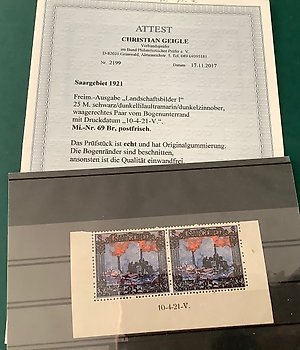 ATTEST
CHRISTIAN GEIGLE
Verbandsprüfer
im Bund Philatelistischer Prüfer e. V.
Nr. 2199
Datum 17.11.2017
Saargebiet 1921
Freim.-Ausgabe „Landschaftsbilder I“
25 M. schwarz/dunkellilaultramarin/dunkelzinnober,
waagerechtes Paar vom Bogenunterrand
mit Druckdatum „10-4-21-V.“
Mi.-Nr. 69 Br, postfrisch.
Das Prüfstück ist echt und hat Originalgummierung.
Die Bogenränder sind beschnitten,
ansonsten ist die Qualität einwandfrei.
10-4-21-V.